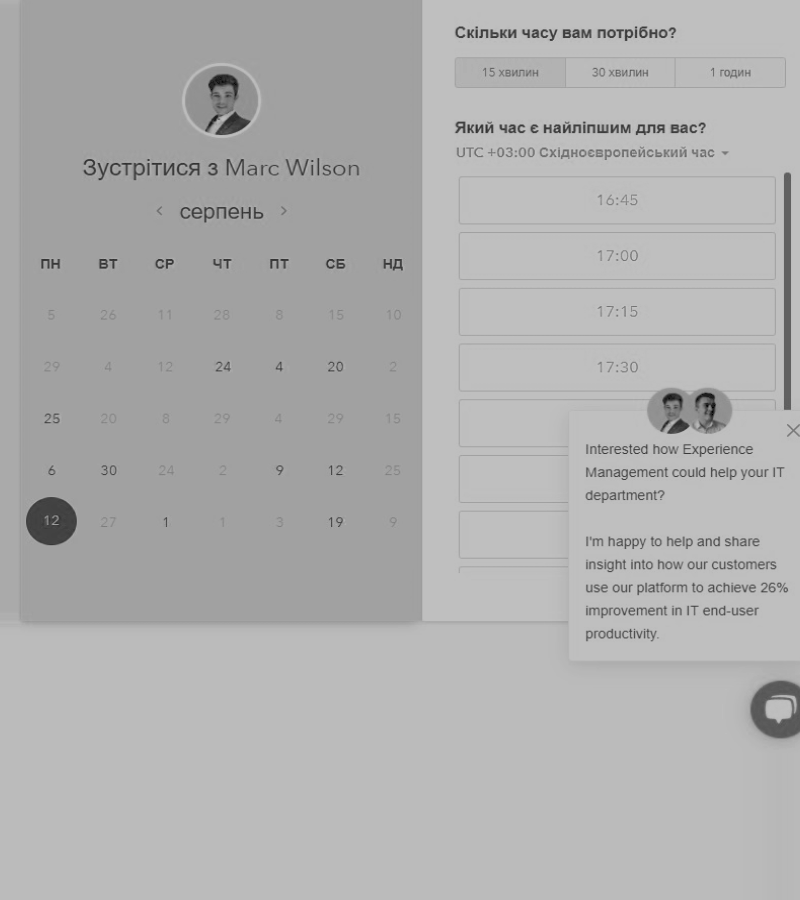 Зустрітися з Marc Wilson
серпень
ПН ВТ СР ЧТ ПТ СБ НД
5 26 11 28 8 15 10
29 4 12 24 4 20 2
25 20 8 29 4 29 15
6 30 24 2 9 12 25
12 27 1 1 3 19 9
Скільки часу вам потрібно?
15 хвилин 30 хвилин 1 годин
Який час є найліпшим для вас?
UTC +03:00 Східноєвропейський час
16:45
17:00
17:15
17:30
Interested how Experience
Management could help your IT
department?
I'm happy to help and share
insight into how our customers
use our platform to achieve 26%
improvement in IT end-user
productivity.